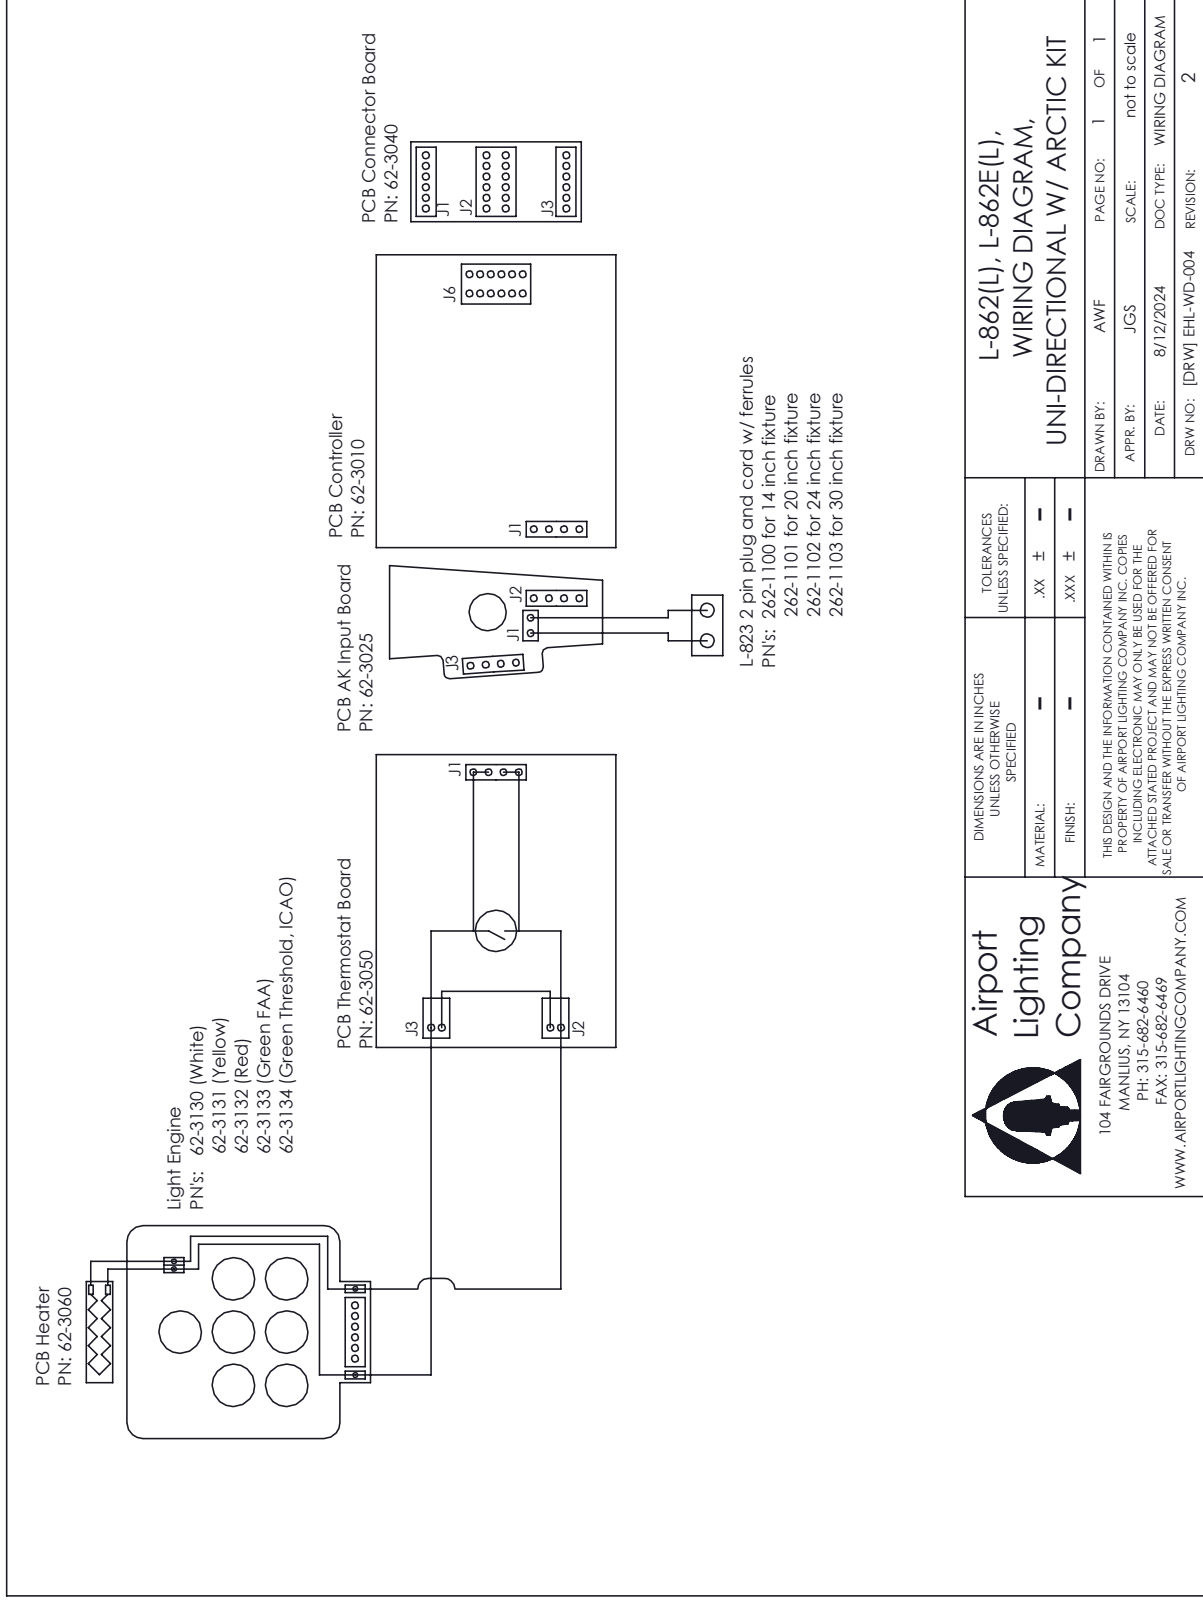 PCB Heater
PN: 62-3060
Light Engine
PN's: 62-3130 (White)
62-3131 (Yellow)
62-3132 (Red)
62-3133 (Green FAA)
62-3134 (Green Threshold, ICAO)
PCB Thermostat Board
PN: 62-3050
J3
J2
J1
PCB AK Input Board
PN: 62-3025
J3
J1
J2
PCB Controller
PN: 62-3010
J1
J6
PCB Connector Board
PN: 62-3040
J1
J2
J3
L-823 2 pin plug and cord w/ ferrules
PN's: 262-1100 for 14 inch fixture
262-1101 for 20 inch fixture
262-1102 for 24 inch fixture
262-1103 for 30 inch fixture
Airport
Lighting
Company
104 FAIRGROUNDS DRIVE
MANLIUS, NY 13104
PH: 315-682-6460
FAX: 315-682-6469
WWW.AIRPORTLIGHTINGCOMPANY.COM
DIMENSIONS ARE IN INCHES
UNLESS OTHERWISE
SPECIFIED
TOLERANCES
UNLESS SPECIFIED:
MATERIAL: - .XX ± -
FINISH: - .XXX ± -
THIS DESIGN AND THE INFORMATION CONTAINED WITHIN IS
PROPERTY OF AIRPORT LIGHTING COMPANY INC. COPIES
INCLUDING ELECTRONIC MAY ONLY BE USED FOR THE
ATTACHED STATED PROJECT AND MAY NOT BE OFFERED FOR
SALE OR TRANSFER WITHOUT THE EXPRESS WRITTEN CONSENT
OF AIRPORT LIGHTING COMPANY INC.
L-862(L), L-862E(L),
WIRING DIAGRAM,
UNI-DIRECTIONAL W/ ARCTIC KIT
DRAWN BY: AWF PAGE NO: 1 OF 1
APPR. BY: JGS SCALE: not to scale
DATE: 8/12/2024 DOC TYPE: WIRING DIAGRAM
DRW NO: [DRW] EHL-WD-004 REVISION: 2